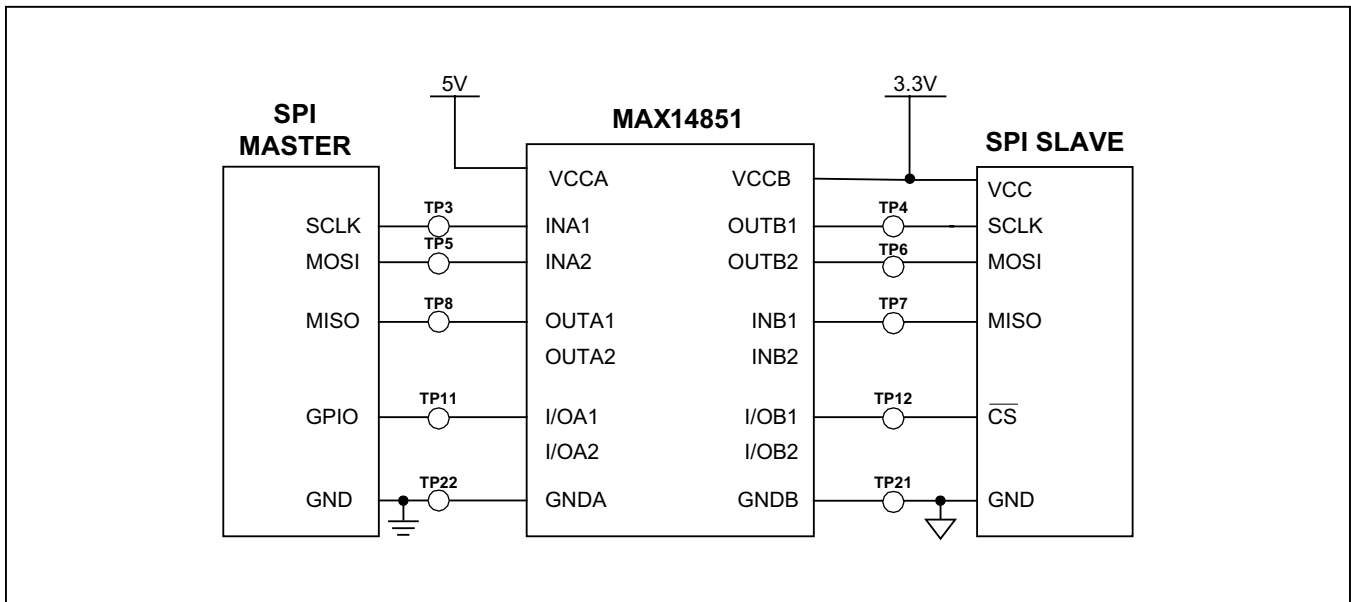 5V
3.3V
SPI
MASTER
MAX14851
SPI SLAVE
VCCA
VCCB
VCC
SCLK
TP3
INA1
OUTB1
TP4
SCLK
MOSI
TP5
INA2
OUTB2
TP6
MOSI
MISO
TP8
OUTA1
INB1
TP7
MISO
OUTA2
INB2
GPIO
TP11
I/OA1
I/OB1
TP12
CS
I/OA2
I/OB2
GND
TP22
GNDA
GNDB
TP21
GND